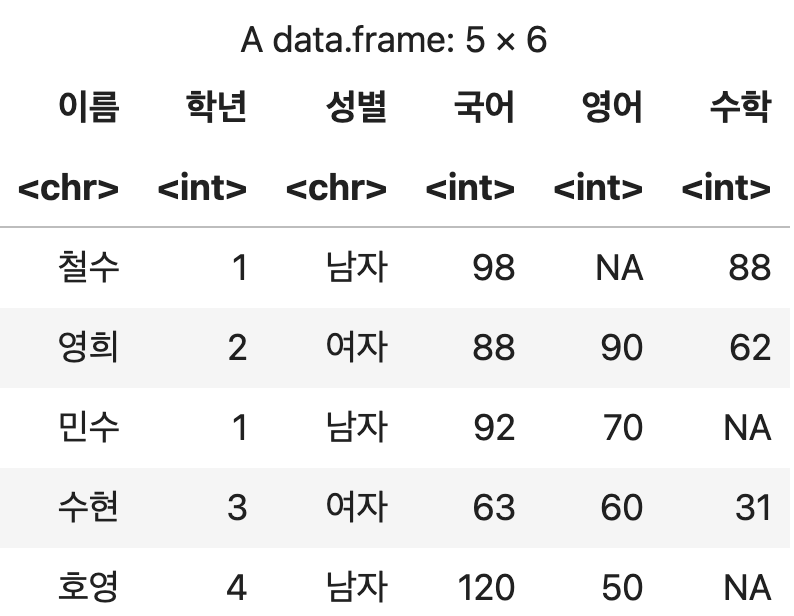 A data.frame: 5 × 6
이름 학년 성별 국어 영어 수학
<chr> <int> <chr> <int> <int> <int>
철수 1 남자 98 NA 88
영희 2 여자 88 90 62
민수 1 남자 92 70 NA
수현 3 여자 63 60 31
호영 4 남자 120 50 NA